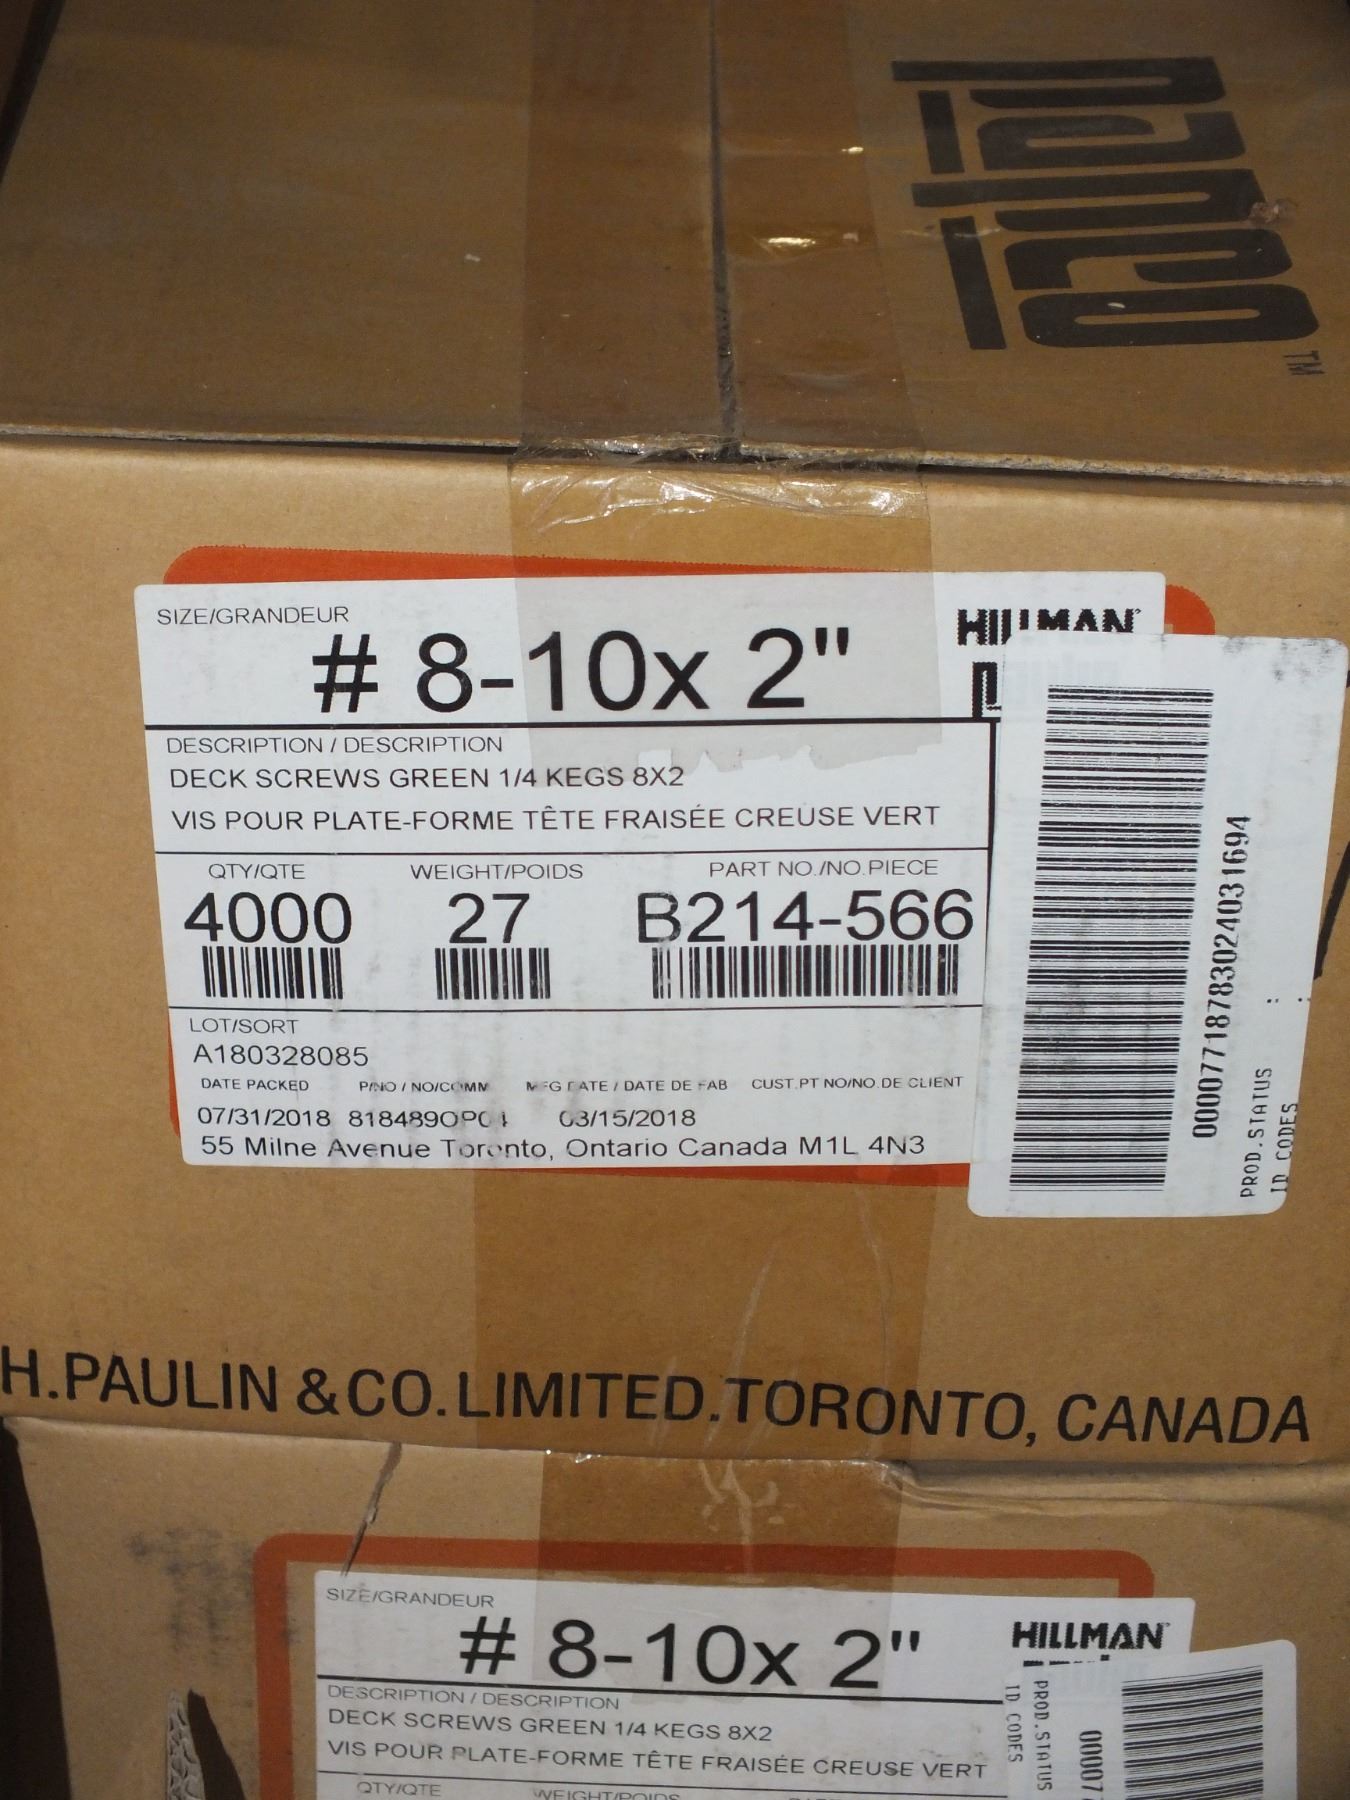 papco™
SIZE/GRANDEUR
# 8-10x 2"
HILLMAN
DESCRIPTION / DESCRIPTION
DECK SCREWS GREEN 1/4 KEGS 8X2
VIS POUR PLATE-FORME TÊTE FRAISÉE CREUSE VERT
QTY/QTE WEIGHT/POIDS PART NO./NO.PIECE
4000 27 B214-566
LOT/SORT
A180328085
DATE PACKED P/NO / NO/COMM MFG DATE / DATE DE FAB CUST.PT NO/NO.DE CLIENT
07/31/2018 03/15/2018
55 Milne Avenue Toronto, Ontario Canada M1L 4N3
00007718783024031694
PROD.STATUS :
ID CODES :
H.PAULIN & CO. LIMITED. TORONTO, CANADA
SIZE/GRANDEUR
# 8-10x 2"
HILLMAN
DESCRIPTION / DESCRIPTION
DECK SCREWS GREEN 1/4 KEGS 8X2
VIS POUR PLATE-FORME TÊTE FRAISÉE CREUSE VERT
QTY/QTE WEIGHT/POIDS
PROD.STATUS
ID CODES